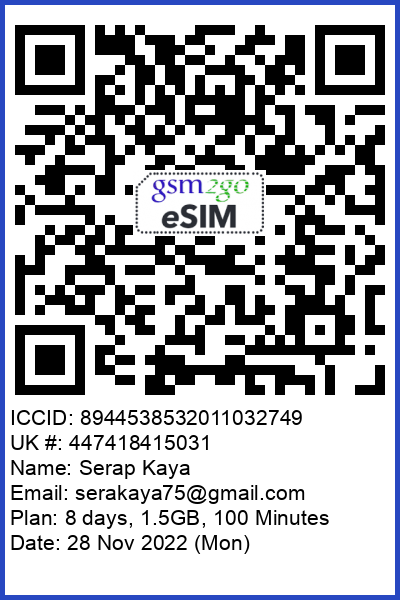 gsm2go
eSIM
ICCID: 8944538532011032749
UK #: 447418415031
Name: Serap Kaya
Email: serakaya75@gmail.com
Plan: 8 days, 1.5GB, 100 Minutes
Date: 28 Nov 2022 (Mon)